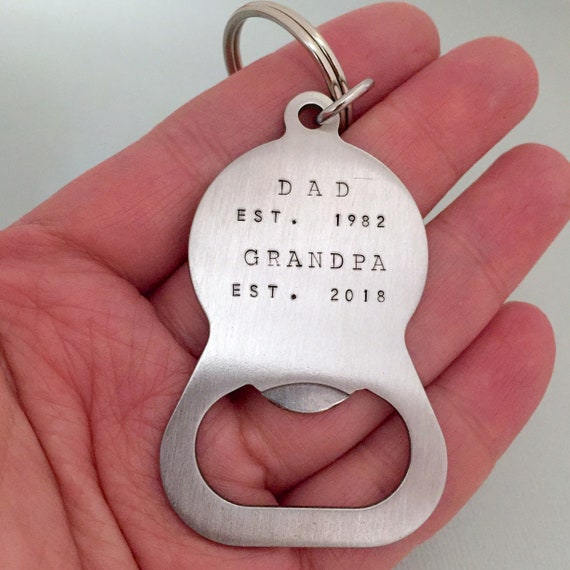 DAD
EST. 1982
GRANDPA
EST. 2018